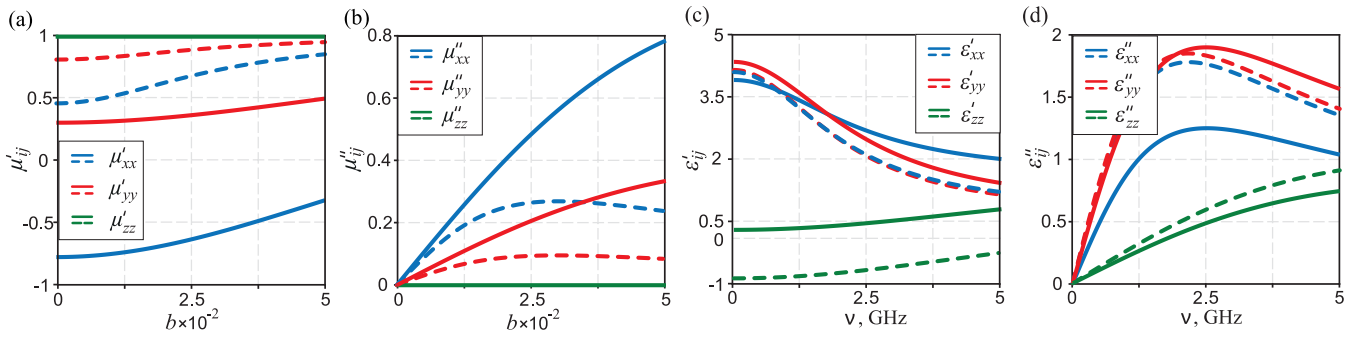 (a)
μ′ij
1
0.5
0
-0.5
-1
μ′xx
μ′yy
μ′zz
0
2.5
5
b×10⁻²
(b)
μ″ij
0.8
0.6
0.4
0.2
0
μ″xx
μ″yy
μ″zz
0
2.5
5
b×10⁻²
(c)
ε′ij
5
3.5
2
0.5
0
-1
ε′xx
ε′yy
ε′zz
0
2.5
5
ν, GHz
(d)
ε″ij
2
1.5
1
0.5
0
ε″xx
ε″yy
ε″zz
0
2.5
5
ν, GHz